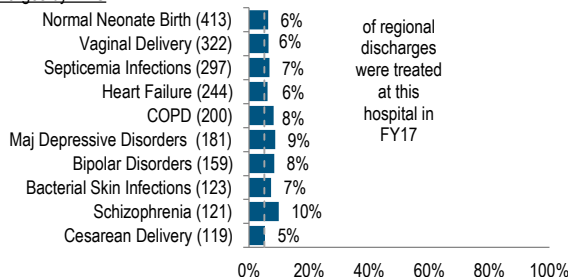 Normal Neonate Birth (413) 6%
Vaginal Delivery (322) 6%
Septicemia Infections (297) 7%
Heart Failure (244) 6%
COPD (200) 8%
Maj Depressive Disorders (181) 9%
Bipolar Disorders (159) 8%
Bacterial Skin Infections (123) 7%
Schizophrenia (121) 10%
Cesarean Delivery (119) 5%
0% 20% 40% 60% 80% 100%
of regional
discharges
were treated
at this
hospital in
FY17